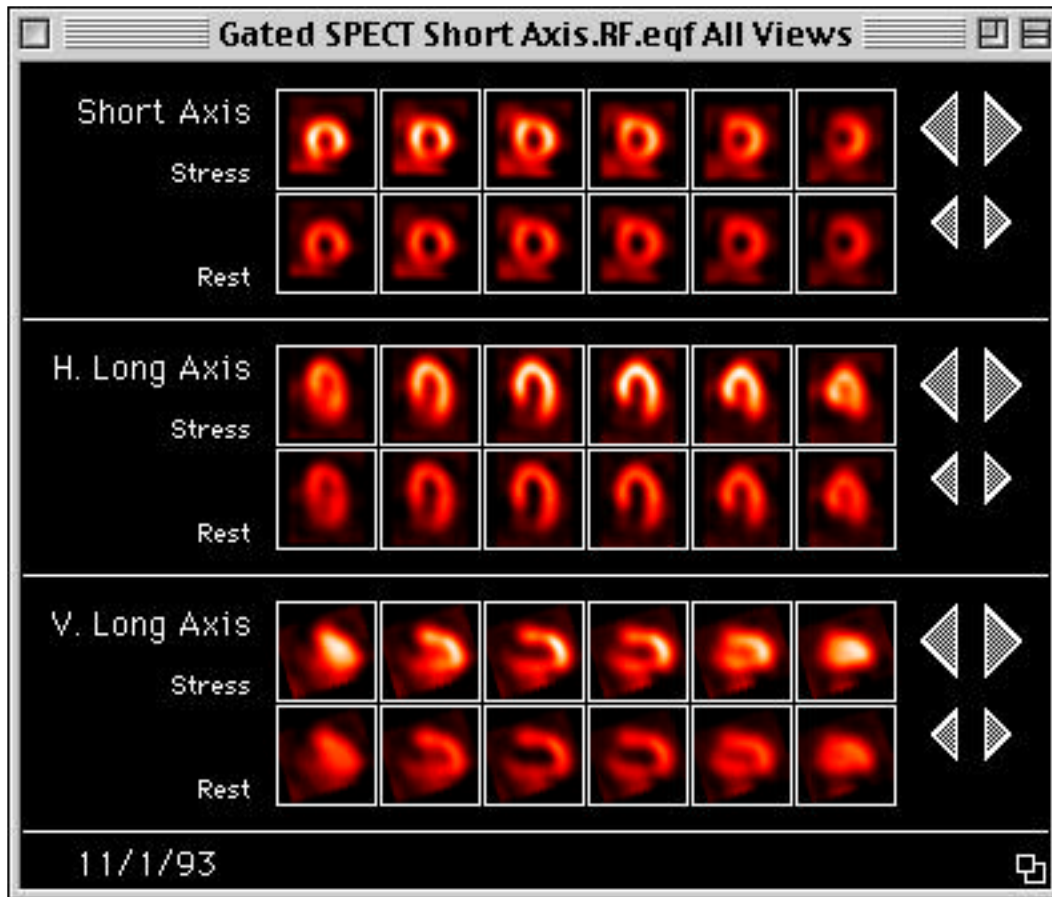 Gated SPECT Short Axis.RF.eqf All Views
Short Axis
Stress
Rest
H. Long Axis
Stress
Rest
V. Long Axis
Stress
Rest
11/1/93